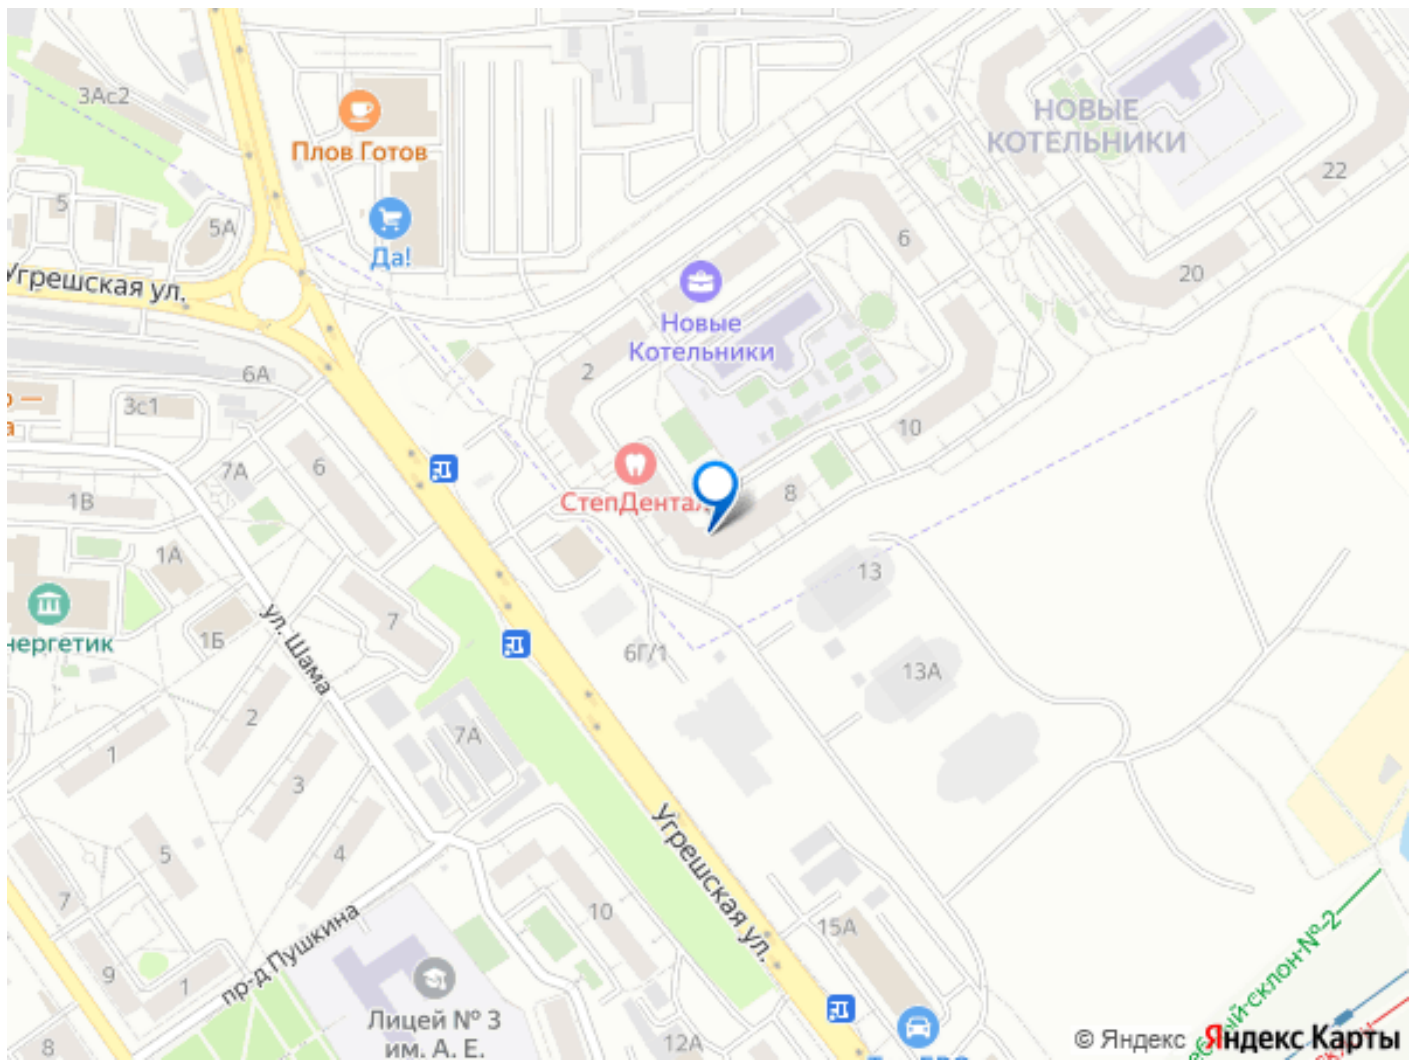 3Ас2
Плов Готов
НОВЫЕ
КОТЕЛЬНИКИ
22
5
5А
6
Да!
20
Угрешская ул.
Новые
Котельники
2
6А
3с1
10
7А
6
1В
СтепДентал
8
1А
13
7
ул. Шама
1Б
6Г/1
13А
2
7А
1
3
5
4
Угрешская ул.
7
10
15А
9
1
пр-д Пушкина
Лицей № 3
им. А. Е.
8
12А
© Яндекс Яндекс Карты